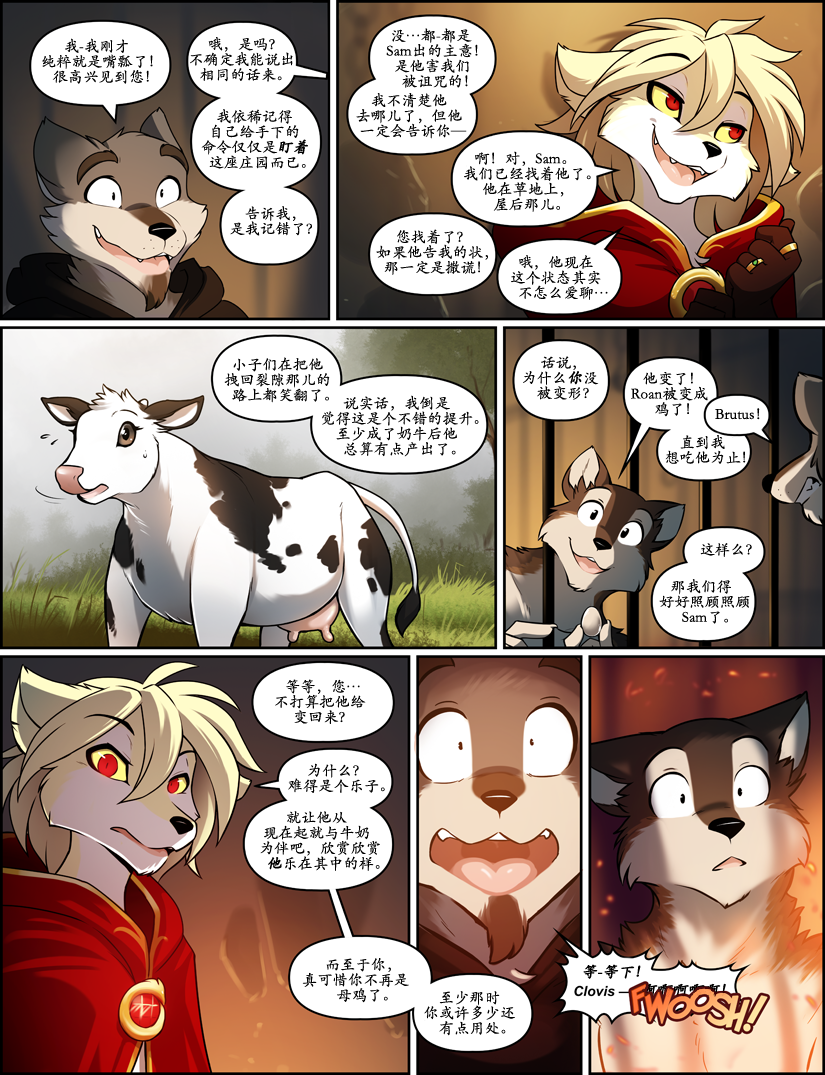 我-我刚才
纯粹就是嘴瓢了！
很高兴见到您！
哦，是吗？
不确定我能说出
相同的话来。
我依稀记得
自己给手下的
命令仅仅是盯着
这座庄园而已。
告诉我，
是我记错了？
没…都-都是
Sam出的主意！
是他害我们
被诅咒的！
我不清楚他
去哪儿了，但他
一定会告诉你—
啊！对，Sam。
我们已经找着他了。
他在草地上，
屋后那儿。
您找着了？
如果他告我的状，
那一定是撒谎！
哦，他现在
这个状态其实
不怎么爱聊…
小子们在把他
拽回裂隙那儿的
路上都笑翻了。
说实话，我倒是
觉得这是个不错的提升。
至少成了奶牛后他
总算有点产出了。
话说，
为什么你没
被变形？
他变了！
Roan被变成
鸡了！
Brutus！
直到我
想吃他为止！
这样么？
那我们得
好好照顾照顾
Sam了。
等等，您…
不打算把他给
变回来？
为什么？
难得是个乐子。
就让他从
现在起就与牛奶
为伴吧，欣赏欣赏
他乐在其中的样。
而至于你，
真可惜你不再是
母鸡了。
至少那时
你或许多少还
有点用处。
等-等下！
Clovis —
FWOOSH!